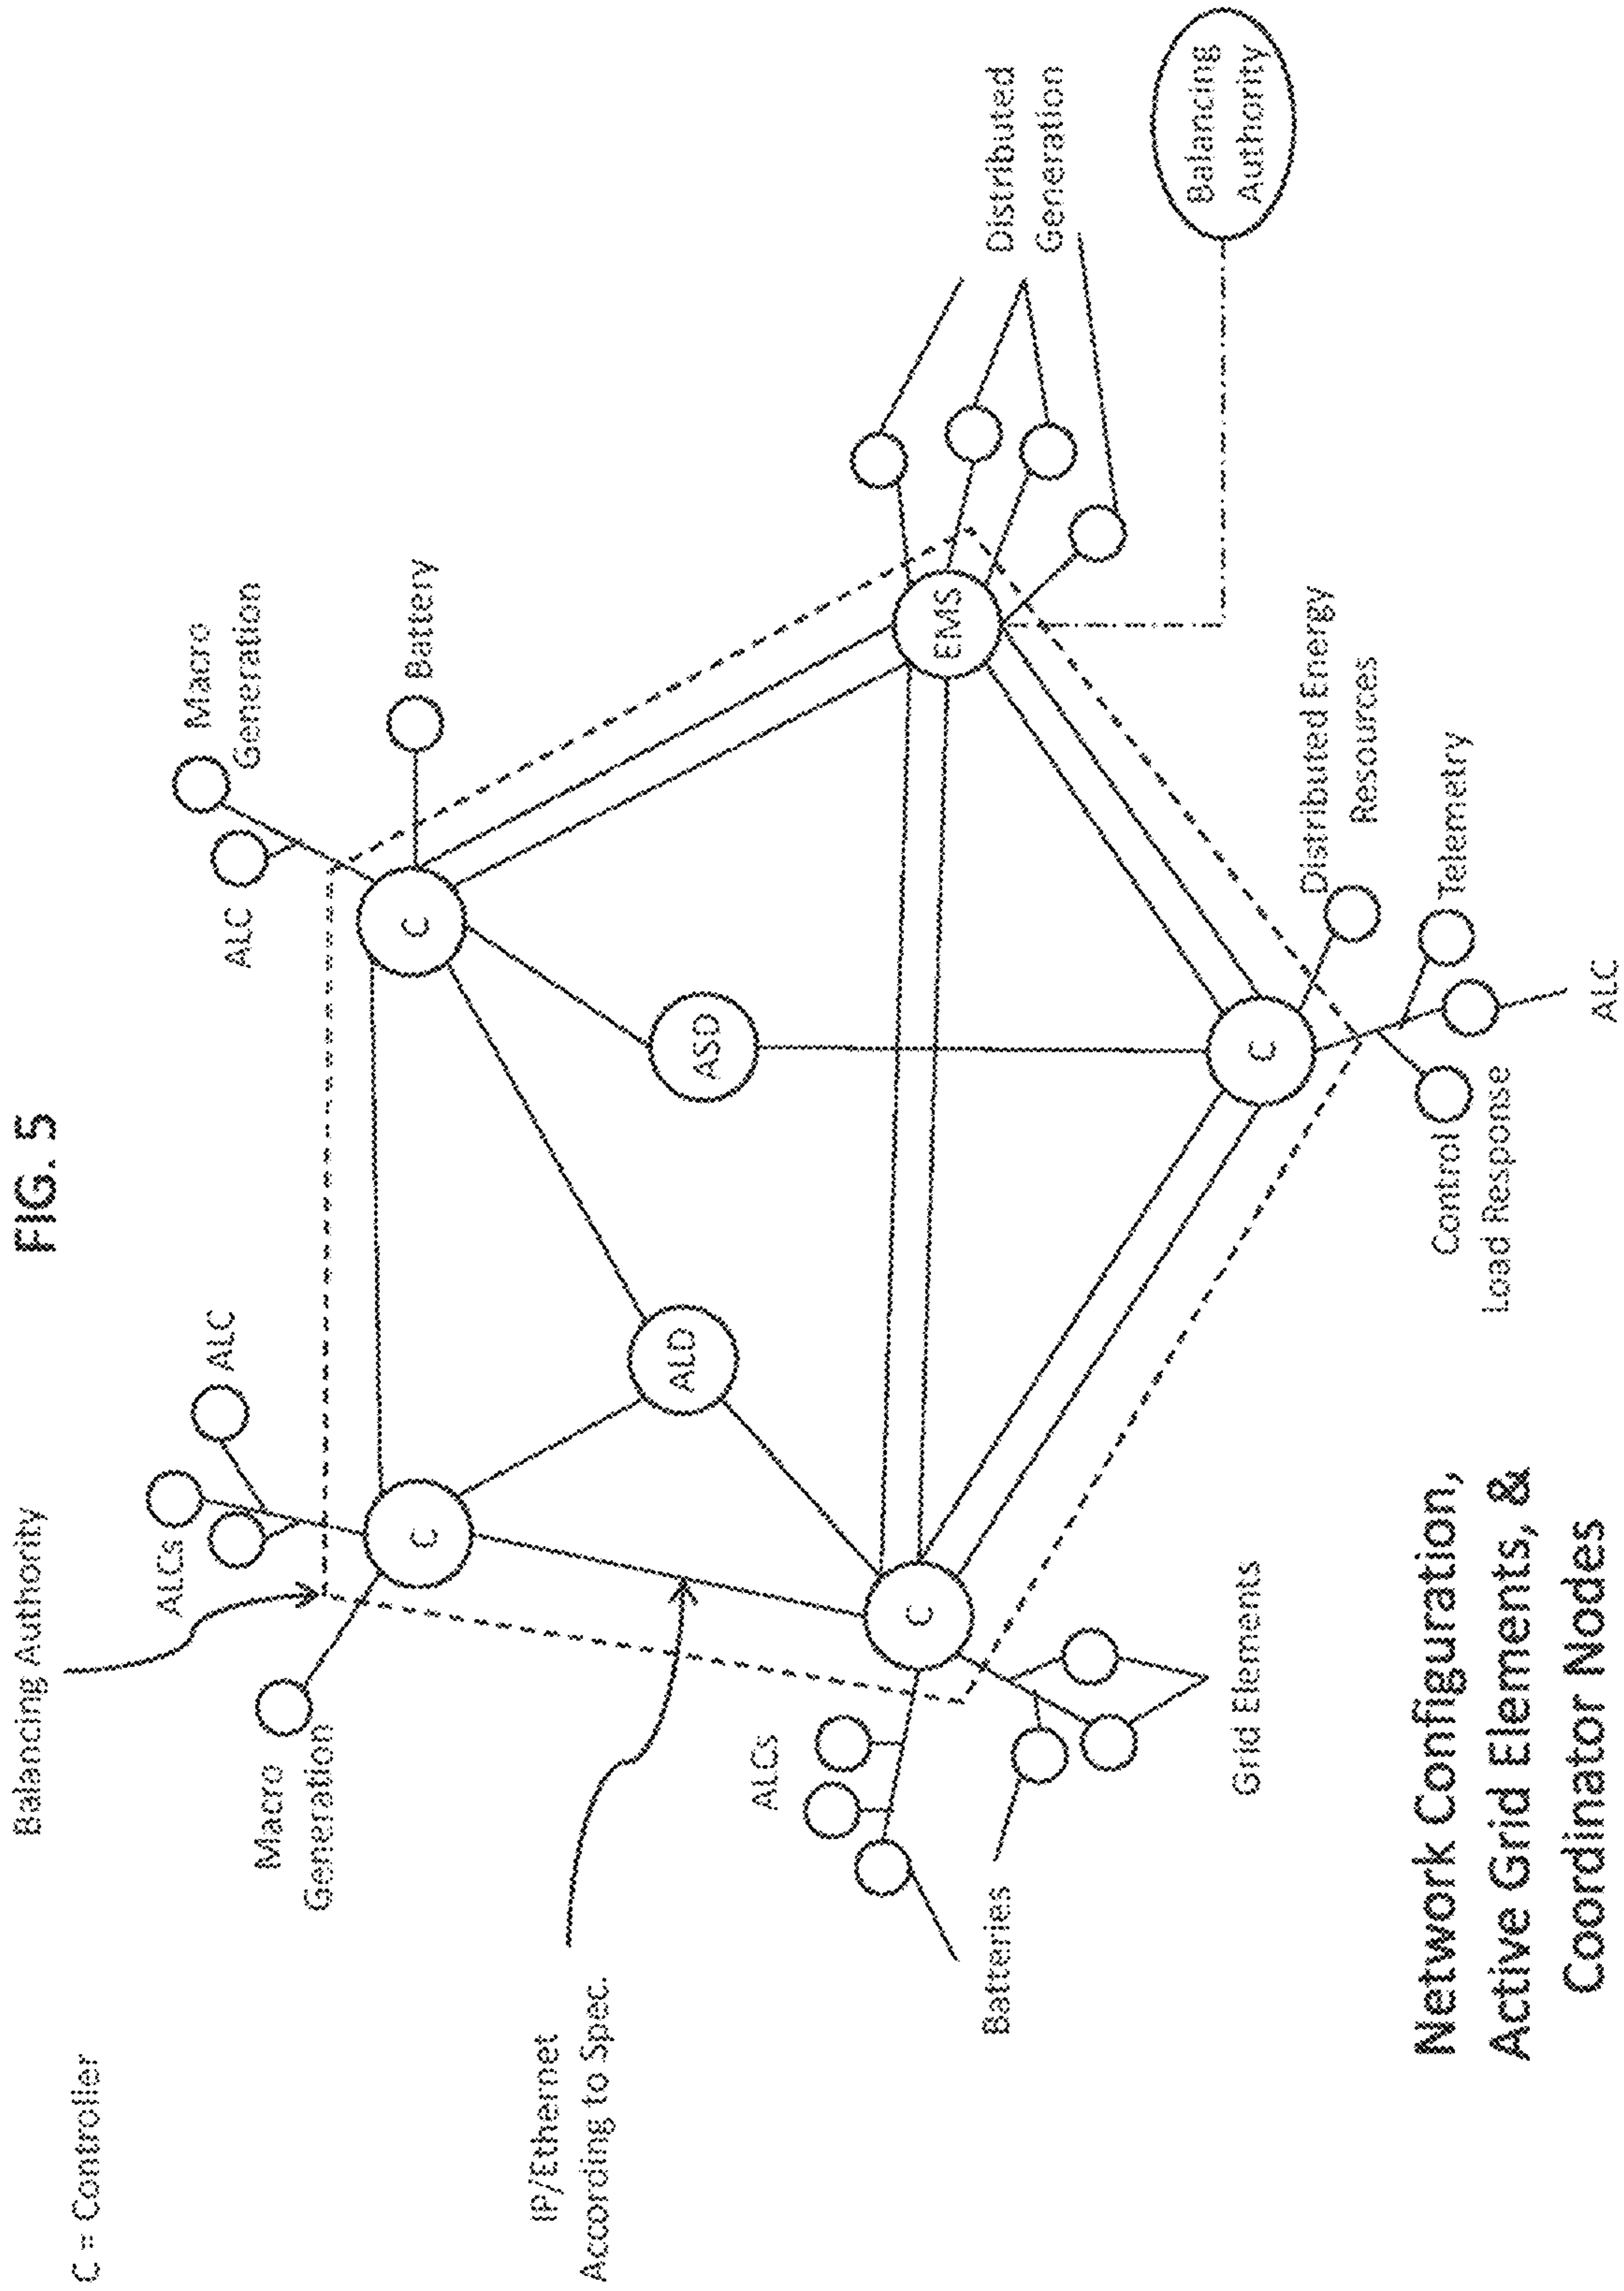 FIG. 5
C = Controller
Balancing Authority
ALCs
ALC
ALC
Macro
Generation
Macro
Generation
Battery
C
C
IP/Ethernet
According to Spec.
ALD
ASD
ALCs
Batteries
C
EMS
Distributed
Generation
Grid Elements
C
Balancing
Authority
Distributed Energy
Resources
Control
Load Response
Telemetry
ALC
Network Configuration,
Active Grid Elements, &
Coordinator Nodes